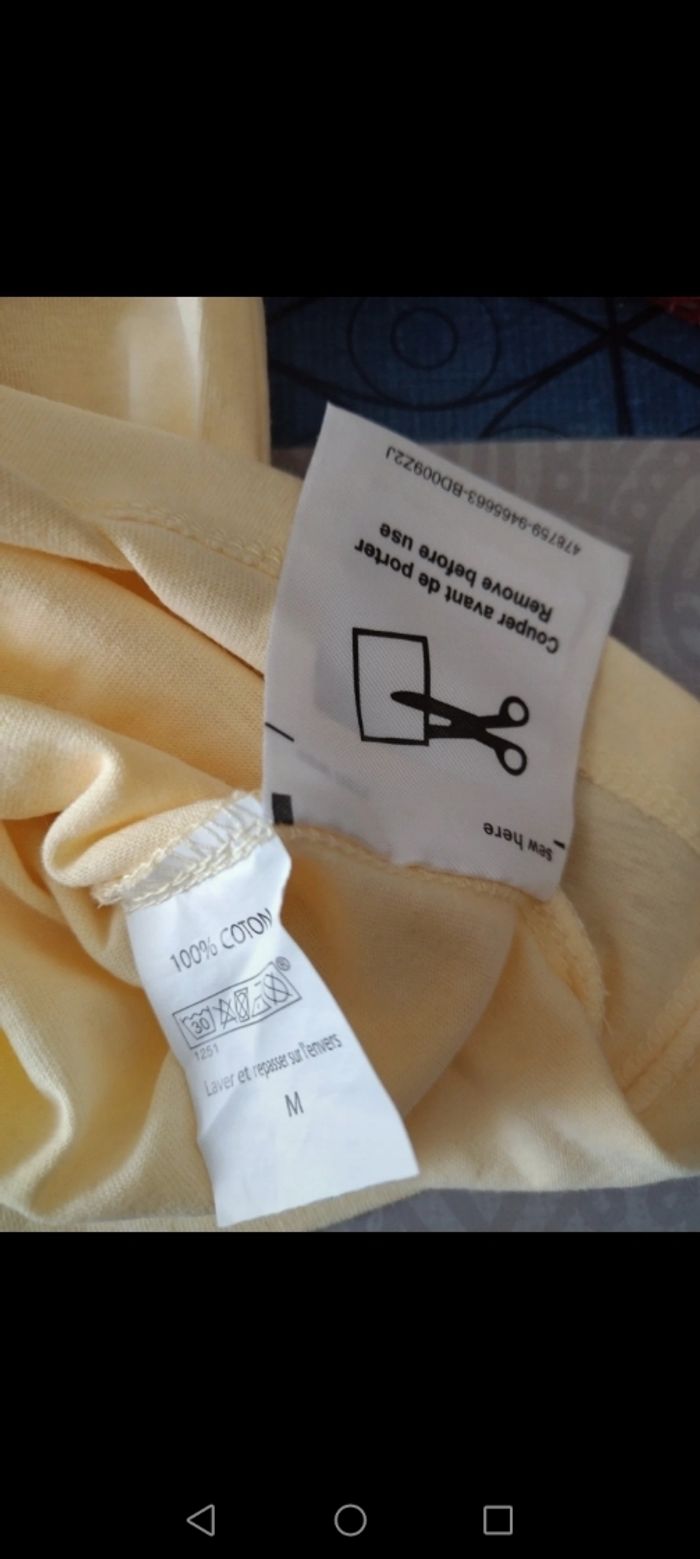 478759-9465663-BD009Z2J
Remove before use
Couper avant de porter
sew here
100% COTON
30
1251
Laver et repasser sur l'envers
M